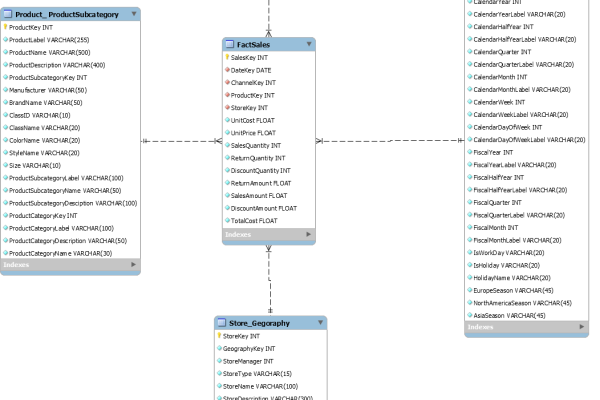 Product_ ProductSubcategory
ProductKey INT
ProductLabel VARCHAR(255)
ProductName VARCHAR(500)
ProductDescription VARCHAR(400)
ProductSubcategoryKey INT
Manufacturer VARCHAR(50)
BrandName VARCHAR(50)
ClassID VARCHAR(10)
ClassName VARCHAR(20)
ColorName VARCHAR(20)
StyleName VARCHAR(20)
Size VARCHAR(10)
ProductSubcategoryLabel VARCHAR(100)
ProductSubcategoryName VARCHAR(50)
ProductSubcategoryDesciption VARCHAR(100)
ProductCategoryKey INT
ProductCategoryLabel VARCHAR(100)
ProductCategoryDescription VARCHAR(50)
ProductCategoryName VARCHAR(30)
Indexes
FactSales
SalesKey INT
DateKey DATE
ChannelKey INT
ProductKey INT
StoreKey INT
UnitCost FLOAT
UnitPrice FLOAT
SalesQuantity INT
ReturnQuantity INT
DiscountQuantity INT
ReturnAmount FLOAT
SalesAmount FLOAT
DiscountAmount FLOAT
TotalCost FLOAT
Indexes
Store_Gegoraphy
StoreKey INT
GeographyKey INT
StoreManager INT
StoreType VARCHAR(15)
StoreName VARCHAR(100)
StoreDescription VARCHAR(300)
CalendarYear INT
CalendarYearLabel VARCHAR(20)
CalendarHalfYear INT
CalendarHalfYearLabel VARCHAR(20)
CalendarQuarter INT
CalendarQuarterLabel VARCHAR(20)
CalendarMonth INT
CalendarMonthLabel VARCHAR(20)
CalendarWeek INT
CalendarWeekLabel VARCHAR(20)
CalendarDayOfWeek INT
CalendarDayOfWeekLabel VARCHAR(20)
FiscalYear INT
FiscalYearLabel VARCHAR(20)
FiscalHalfYear INT
FiscalHalfYearLabel VARCHAR(20)
FiscalQuarter INT
FiscalQuarterLabel VARCHAR(20)
FiscalMonth INT
FiscalMonthLabel VARCHAR(20)
IsWorkDay VARCHAR(20)
IsHoliday VARCHAR(20)
HolidayName VARCHAR(20)
EuropeSeason VARCHAR(45)
NorthAmericaSeason VARCHAR(45)
AsiaSeason VARCHAR(45)
Indexes